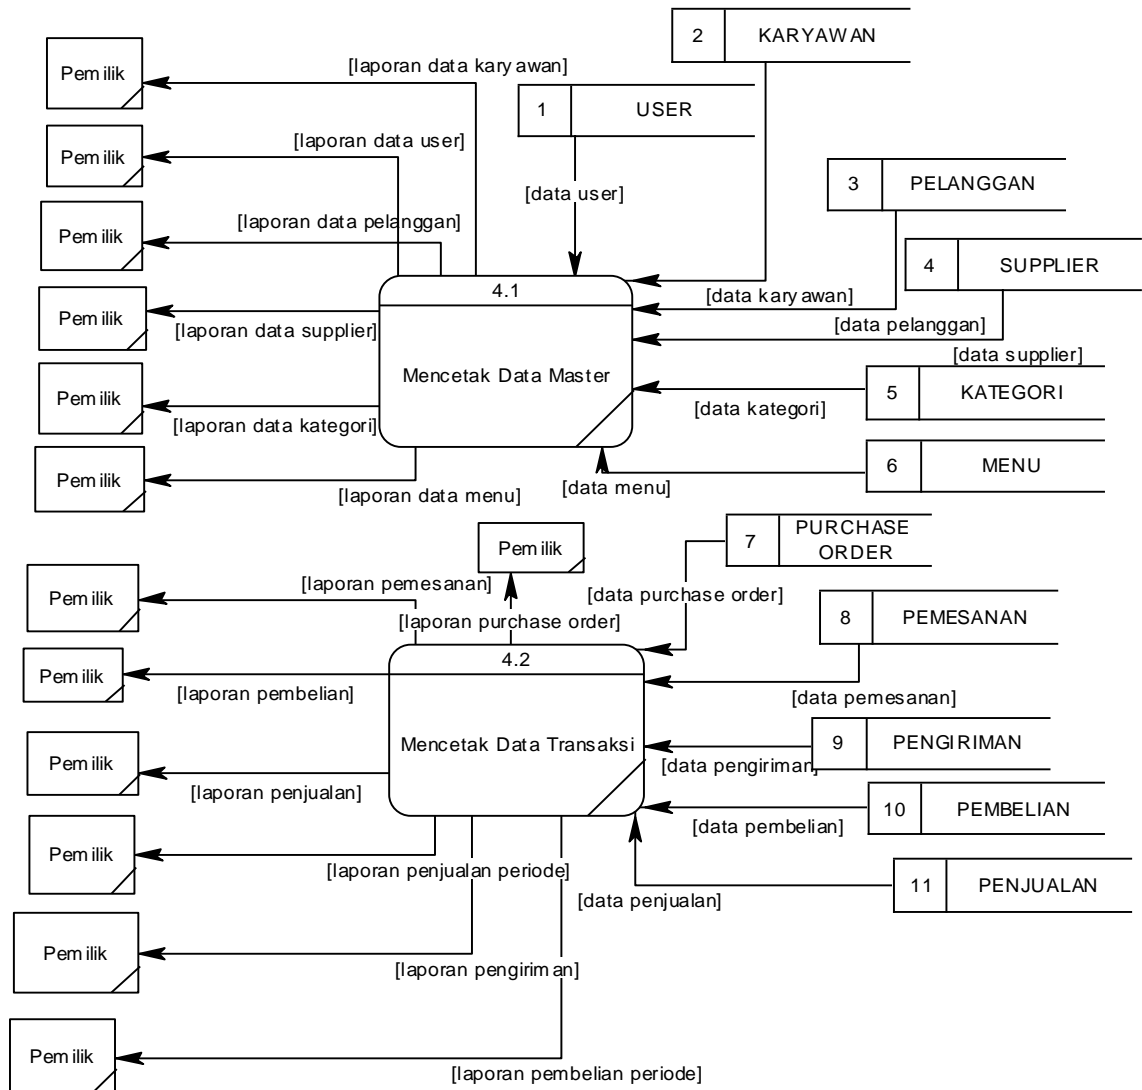 2 KARYAWAN
Pemilik
[laporan data karyawan]
1 USER
Pemilik
[laporan data user]
3 PELANGGAN
[data user]
Pemilik
[laporan data pelanggan]
4 SUPPLIER
4.1
[data karyawan]
Pemilik
[laporan data supplier]
[data pelanggan]
[data supplier]
Mencetak Data Master
Pemilik
5 KATEGORI
[data kategori]
[laporan data kategori]
6 MENU
Pemilik
[laporan data menu]
[data menu]
7 PURCHASE
ORDER
Pemilik
[laporan pemesanan]
[data purchase order]
Pemilik
[laporan purchase order]
8 PEMESANAN
4.2
Pemilik
[laporan pembelian]
[data pemesanan]
Mencetak Data Transaksi
9 PENGIRIMAN
[data pengiriman]
Pemilik
[laporan penjualan]
10 PEMBELIAN
[data pembelian]
Pemilik
[laporan penjualan periode]
11 PENJUALAN
[data penjualan]
Pemilik
[laporan pengiriman]
Pemilik
[laporan pembelian periode]